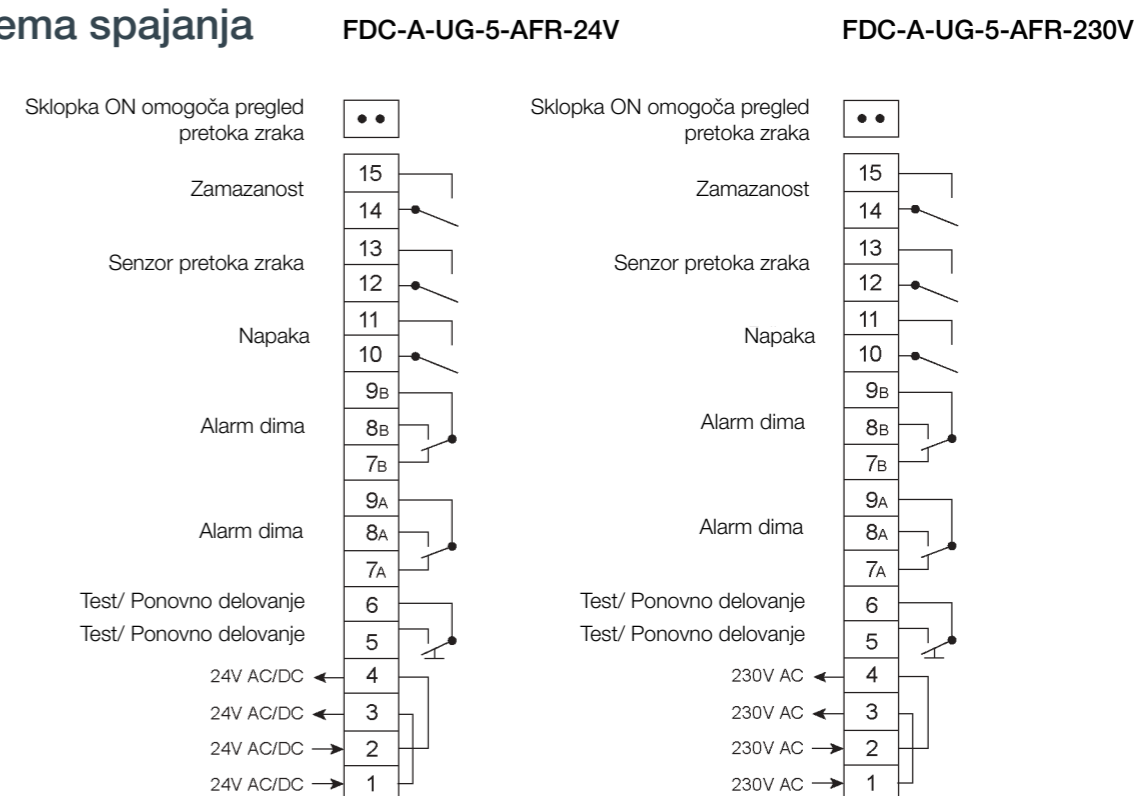 ema spajanja
FDC-A-UG-5-AFR-24V
FDC-A-UG-5-AFR-230V
Sklopka ON omogoča pregled
pretoka zraka
15
Zamazanost
14
13
Senzor pretoka zraka
12
11
Napaka
10
9B
Alarm dima
8B
7B
9A
Alarm dima
8A
7A
Test/ Ponovno delovanje
6
Test/ Ponovno delovanje
5
24V AC/DC
4
24V AC/DC
3
24V AC/DC
2
24V AC/DC
1
Sklopka ON omogoča pregled
pretoka zraka
15
Zamazanost
14
13
Senzor pretoka zraka
12
11
Napaka
10
9B
Alarm dima
8B
7B
9A
Alarm dima
8A
7A
Test/ Ponovno delovanje
6
Test/ Ponovno delovanje
5
230V AC
4
230V AC
3
230V AC
2
230V AC
1